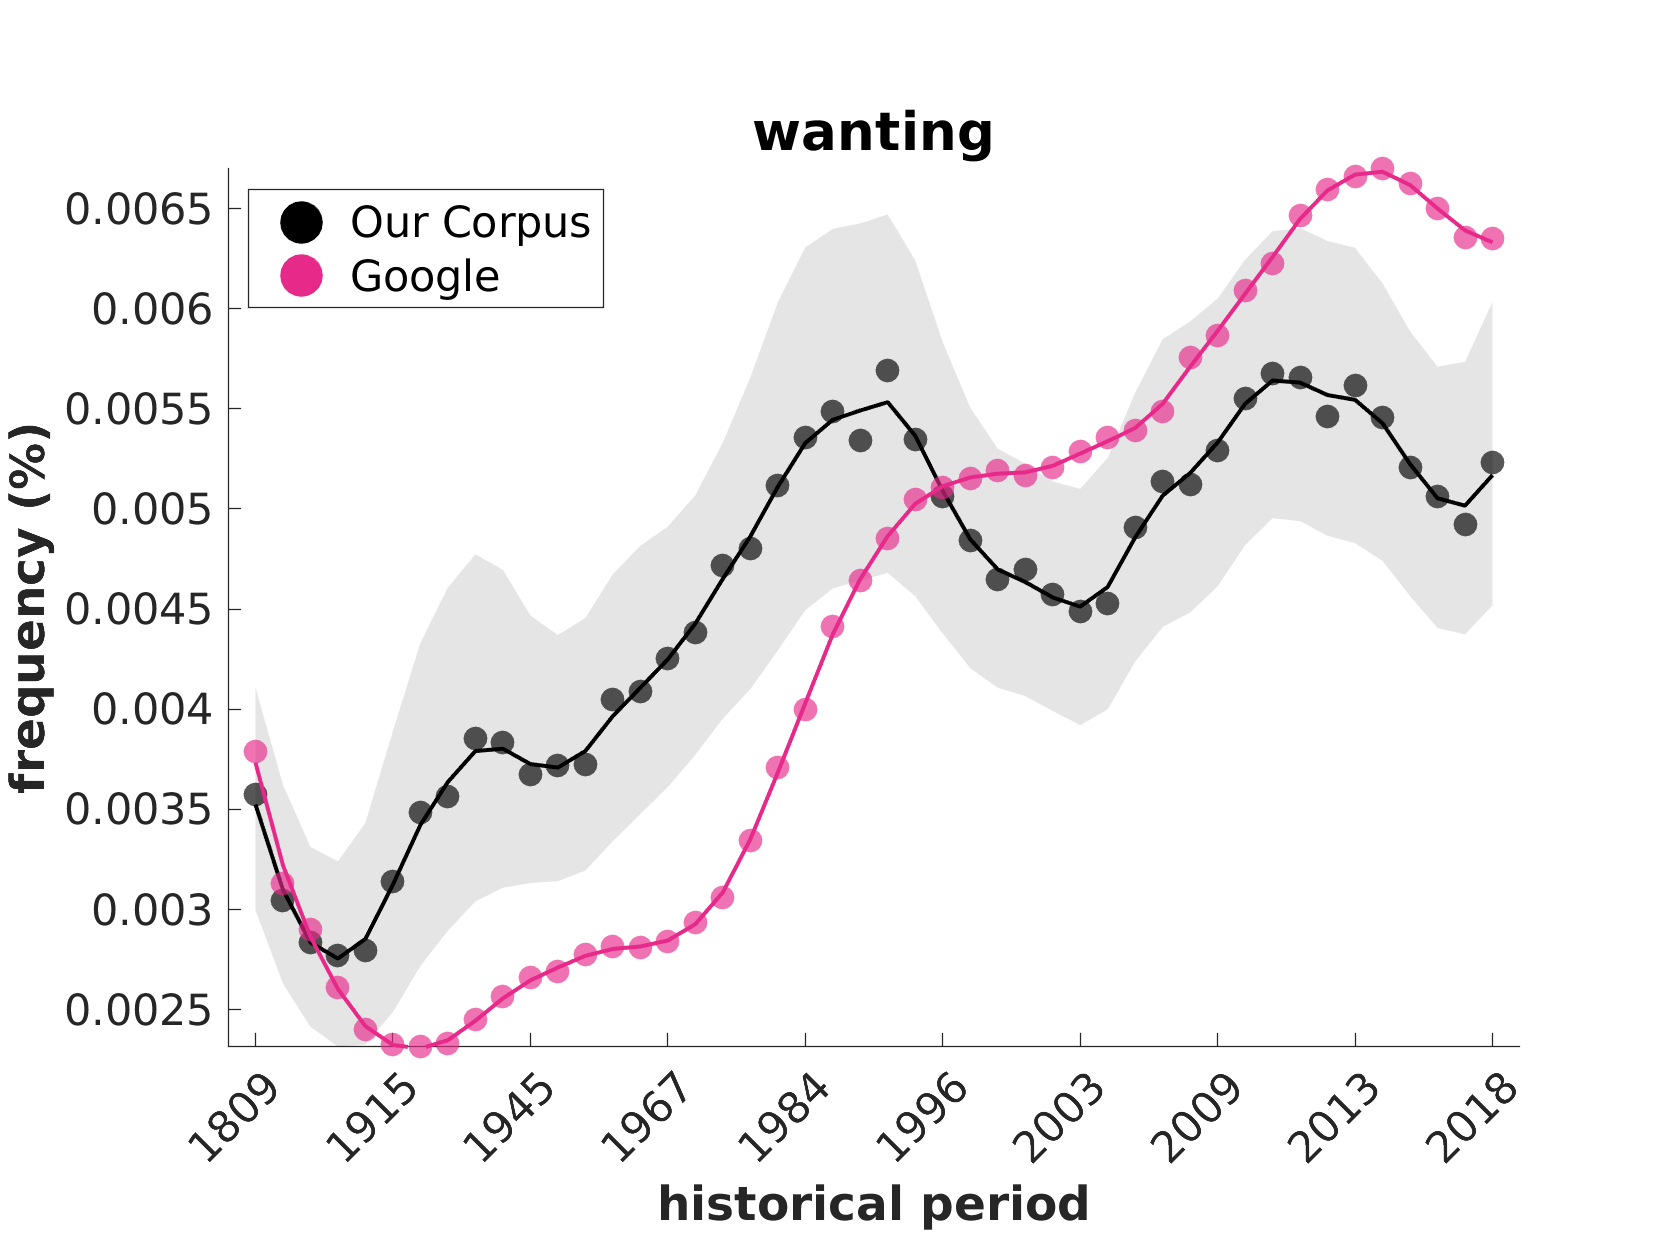 wanting
Our Corpus
Google
frequency (%)
0.0065
0.006
0.0055
0.005
0.0045
0.004
0.0035
0.003
0.0025
1809 1915 1945 1967 1984 1996 2003 2009 2013 2018
historical period